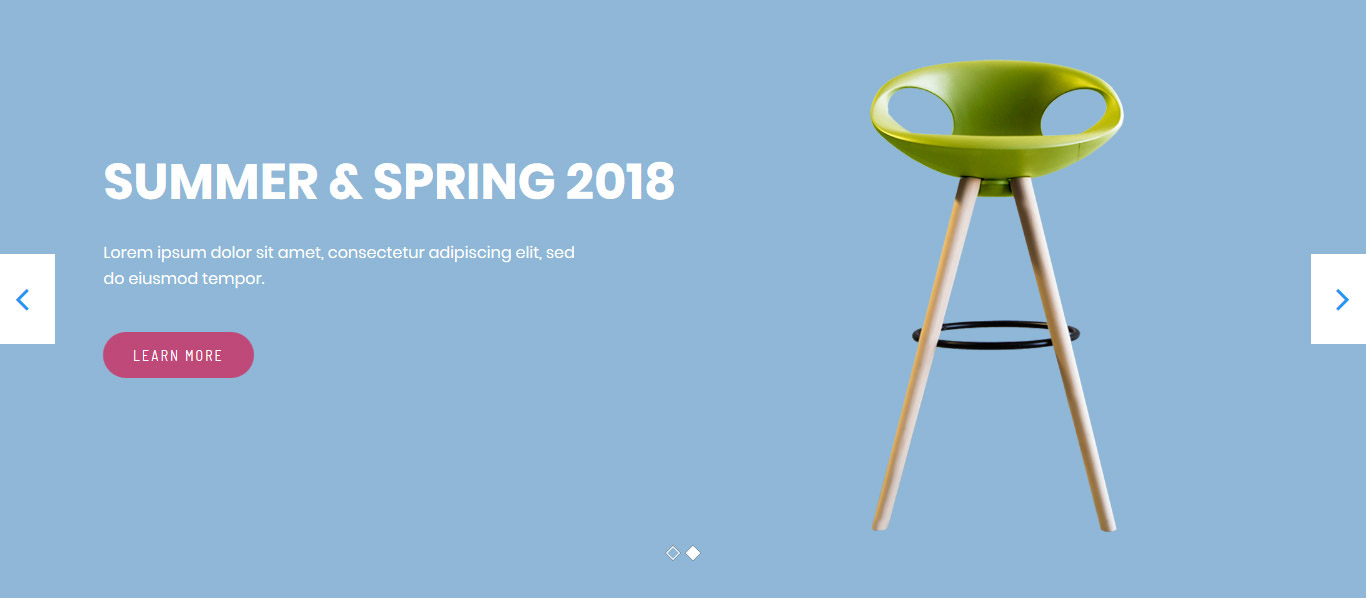 SUMMER & SPRING 2018
Lorem ipsum dolor sit amet, consectetur adipiscing elit, sed
do eiusmod tempor.
LEARN MORE